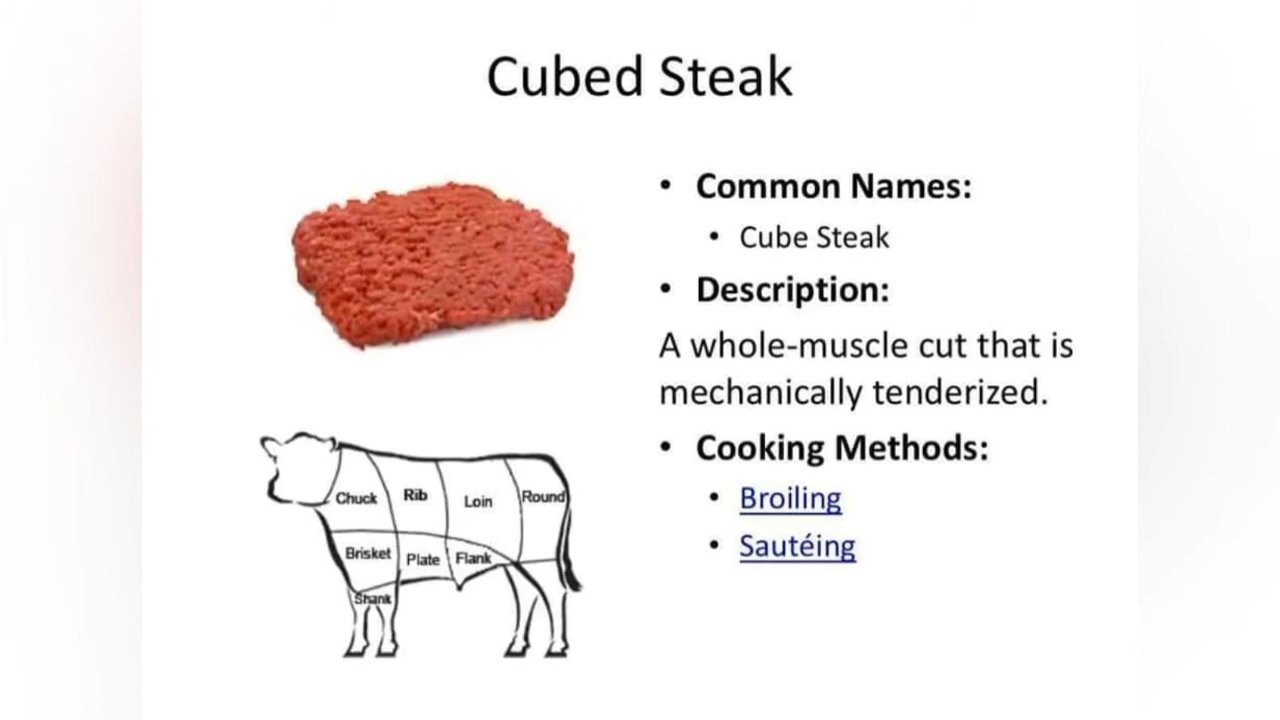 Cubed Steak
• Common Names:
• Cube Steak
• Description:
A whole-muscle cut that is
mechanically tenderized.
• Cooking Methods:
• Broiling
• Sautéing
Chuck
Rib
Loin
Round
Brisket
Plate
Flank
Shank